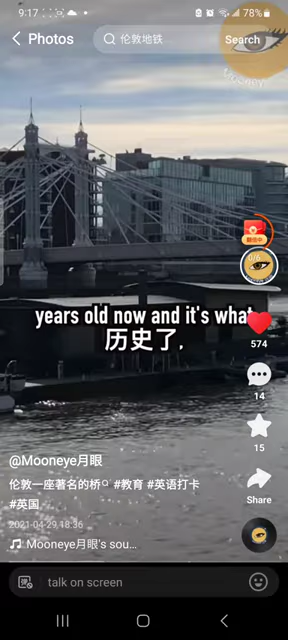 9:17
78%
Photos
伦敦地铁
Search
0/6
years old now and it's what
历史了,
574
14
15
Share
@Mooneye月眼
伦敦一座著名的桥 #教育 #英语打卡
#英国
2021-04-29 18:36
Mooneye月眼's sou...
talk on screen